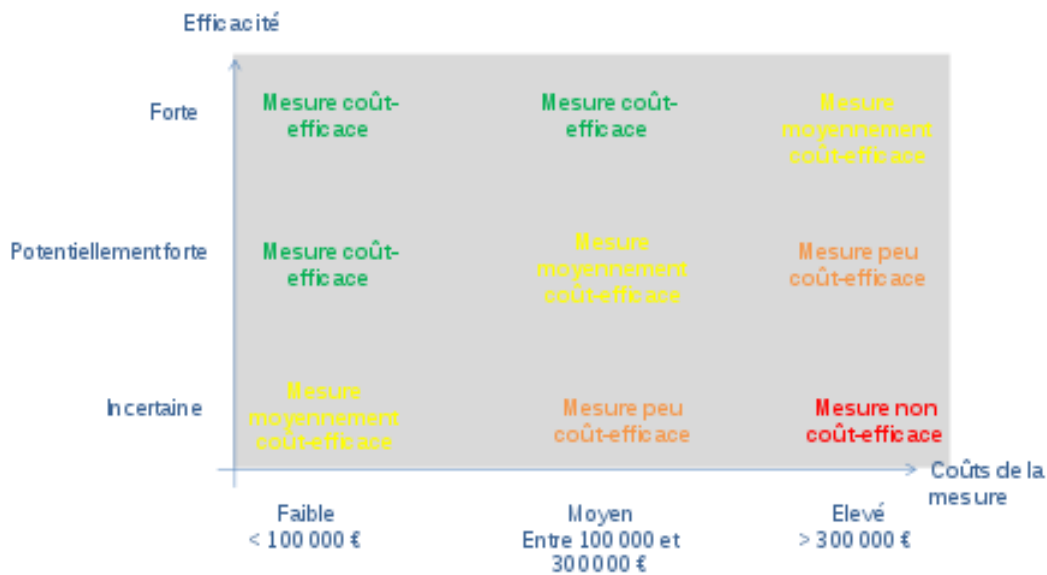 Efficacité
Forte
Mesure coût-
efficace
Mesure coût-
efficace
Mesure
moyennement
coût-efficace
Potentiellement forte
Mesure coût-
efficace
Mesure
moyennement
coût-efficace
Mesure peu
coût-efficace
Incertaine
Mesure
moyennement
coût-efficace
Mesure peu
coût-efficace
Mesure non
coût-efficace
Coûts de la
mesure
Faible
< 100 000 €
Moyen
Entre 100 000 et
300 000 €
Elevé
> 300 000 €